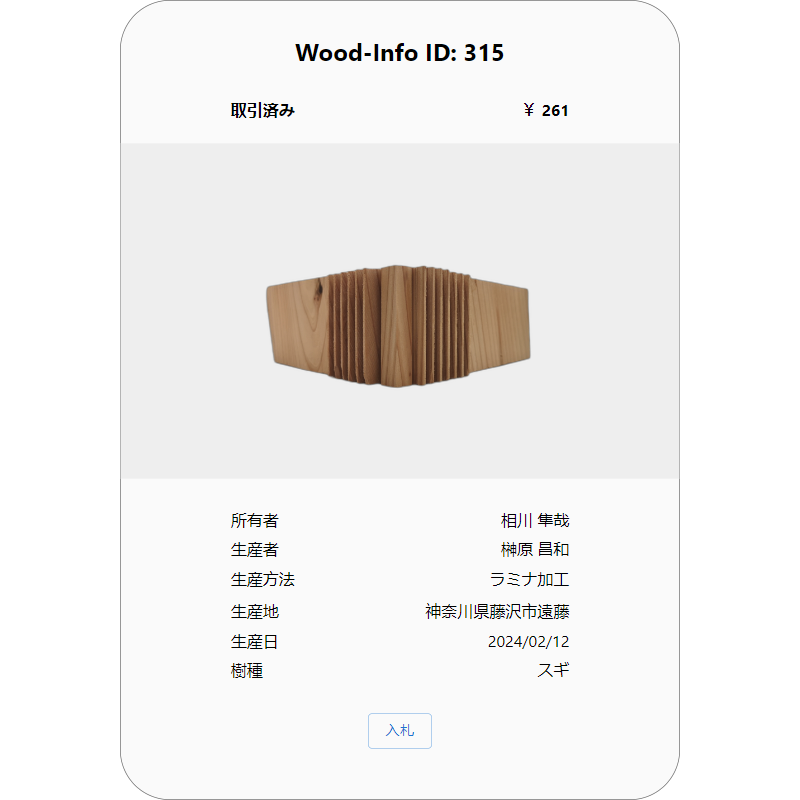 Wood-Info ID: 315
取引済み ￥ 261
所有者 相川 隼哉
生産者 榊原 昌和
生産方法 ラミナ加工
生産地 神奈川県藤沢市遠藤
生産日 2024/02/12
樹種 スギ
入札